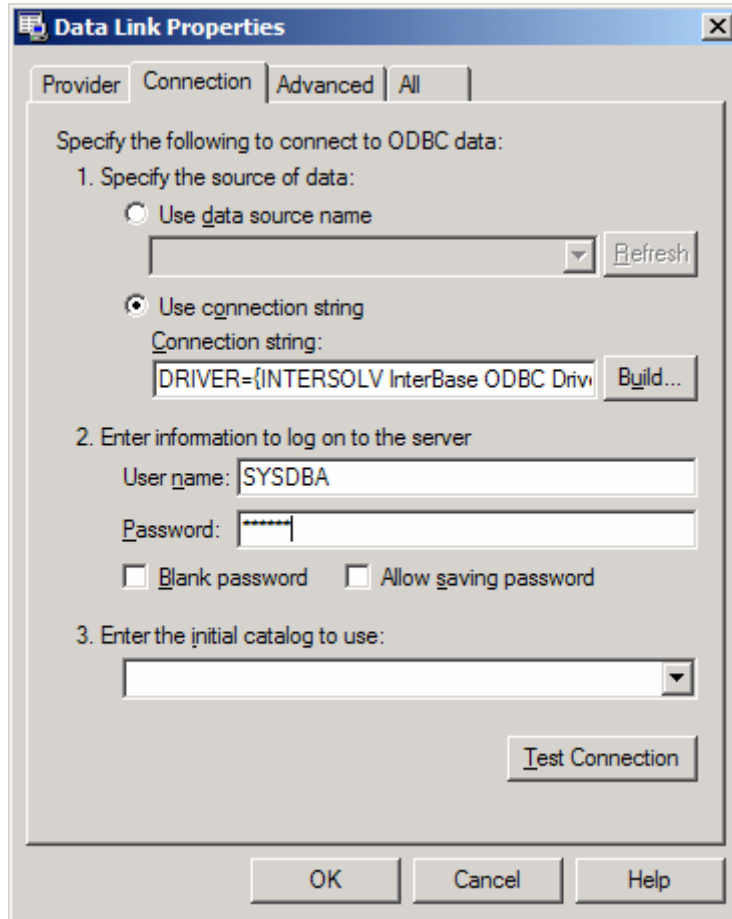 Data Link Properties
Provider Connection Advanced All
Specify the following to connect to ODBC data:
1. Specify the source of data:
Use data source name
Refresh
Use connection string
Connection string:
DRIVER={INTERSOLV InterBase ODBC Drive
Build...
2. Enter information to log on to the server
User name: SYSDBA
Password: ******
Blank password Allow saving password
3. Enter the initial catalog to use:
Test Connection
OK Cancel Help